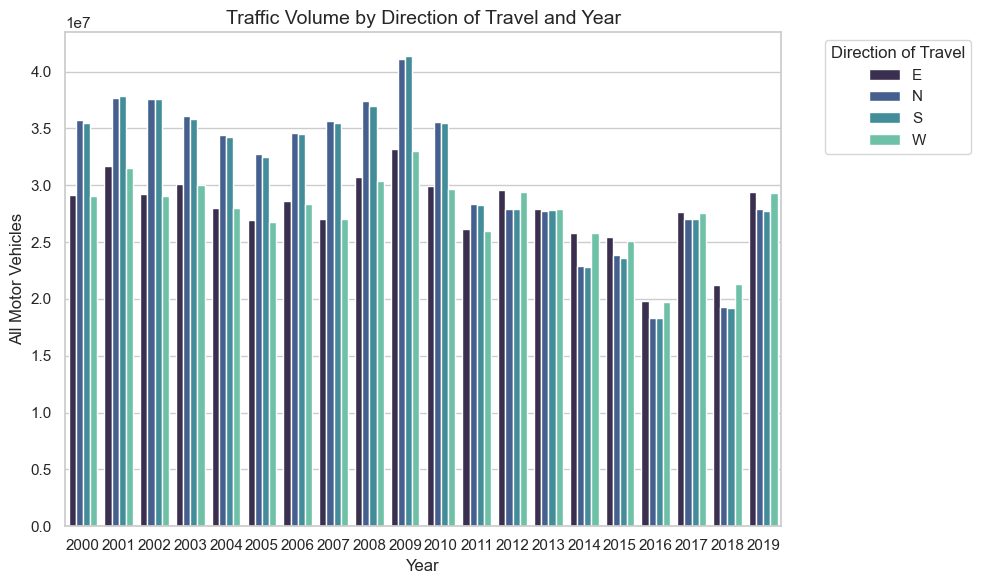 Traffic Volume by Direction of Travel and Year
1e7
4.0
3.5
3.0
2.5
2.0
1.5
1.0
0.5
0.0
All Motor Vehicles
2000 2001 2002 2003 2004 2005 2006 2007 2008 2009 2010 2011 2012 2013 2014 2015 2016 2017 2018 2019
Year
Direction of Travel
E
N
S
W